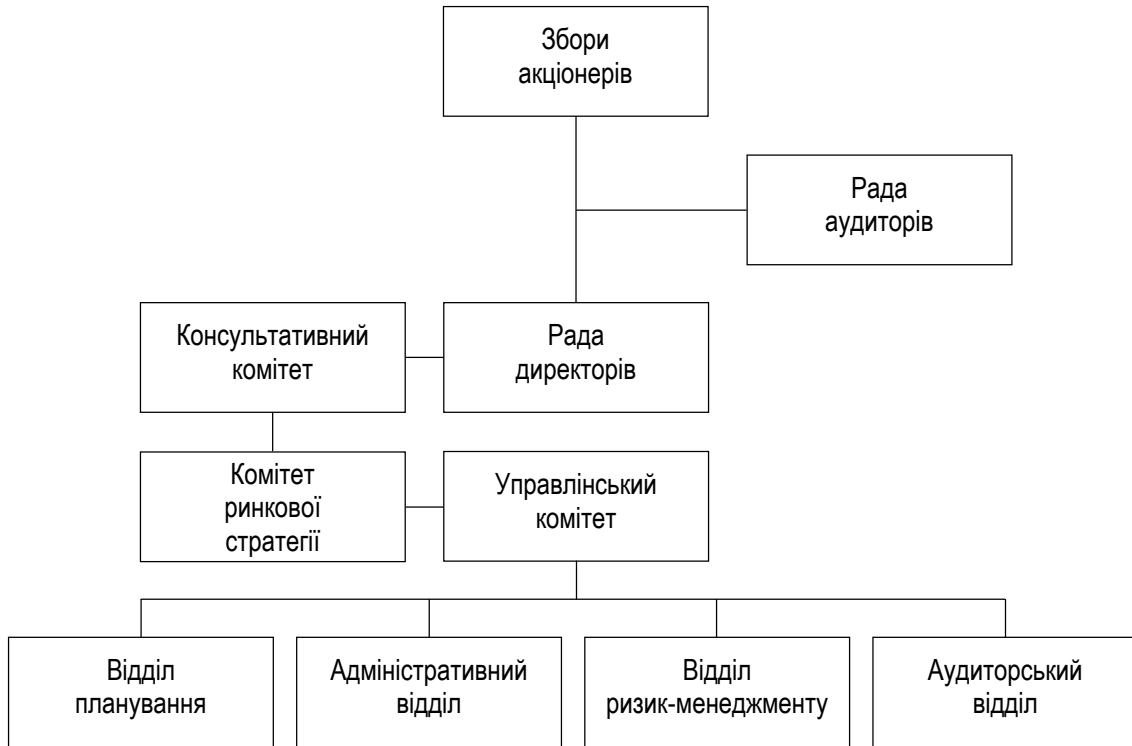 Збори
акціонерів
Рада
аудиторів
Консультативний
комітет
Рада
директорів
Комітет
ринкової
стратегії
Управлінський
комітет
Відділ
планування
Адміністративний
відділ
Відділ
ризик-менеджменту
Аудиторський
відділ